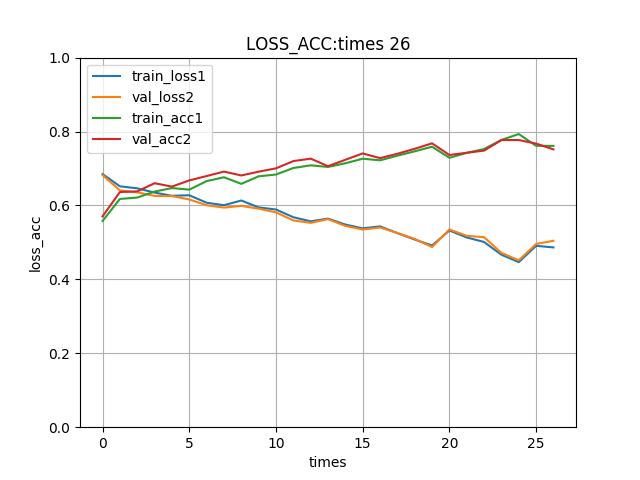 LOSS_ACC:times 26
train_loss1
val_loss2
train_acc1
val_acc2
1.0
0.8
0.6
0.4
0.2
0.0
loss_acc
0 5 10 15 20 25
times